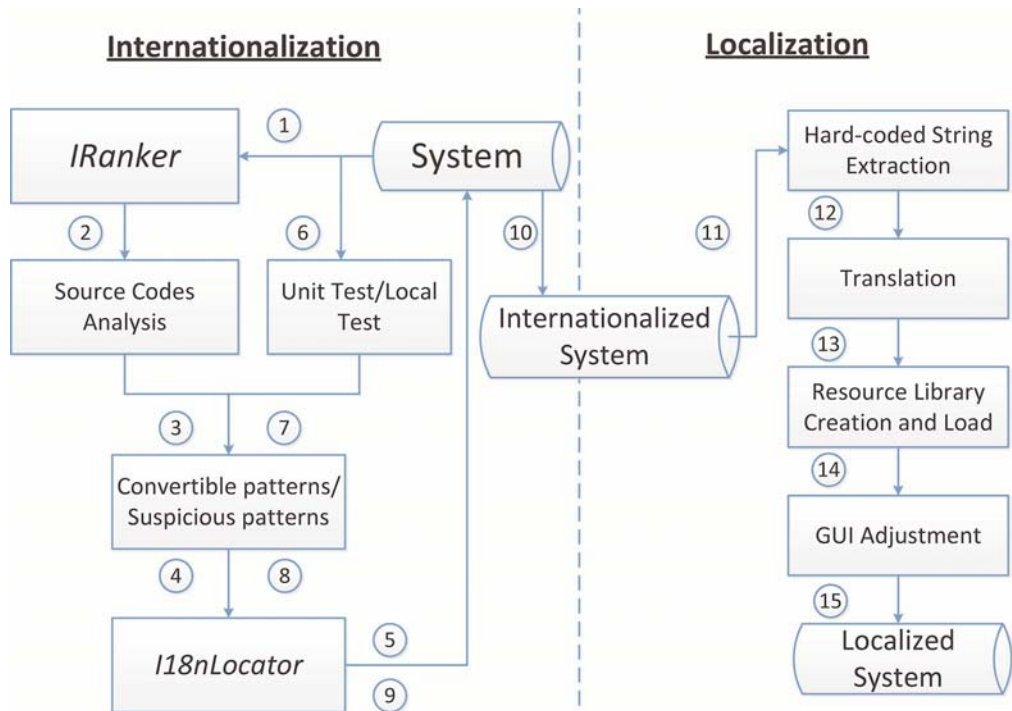 Internationalization
Localization
IRanker
1
System
Hard-coded String
Extraction
2
6
10
11
12
Source Codes
Analysis
Unit Test/Local
Test
Translation
Internationalized
System
13
3
7
Resource Library
Creation and Load
14
Convertible patterns/
Suspicious patterns
GUI Adjustment
4
8
15
I18nLocator
5
9
Localized
System